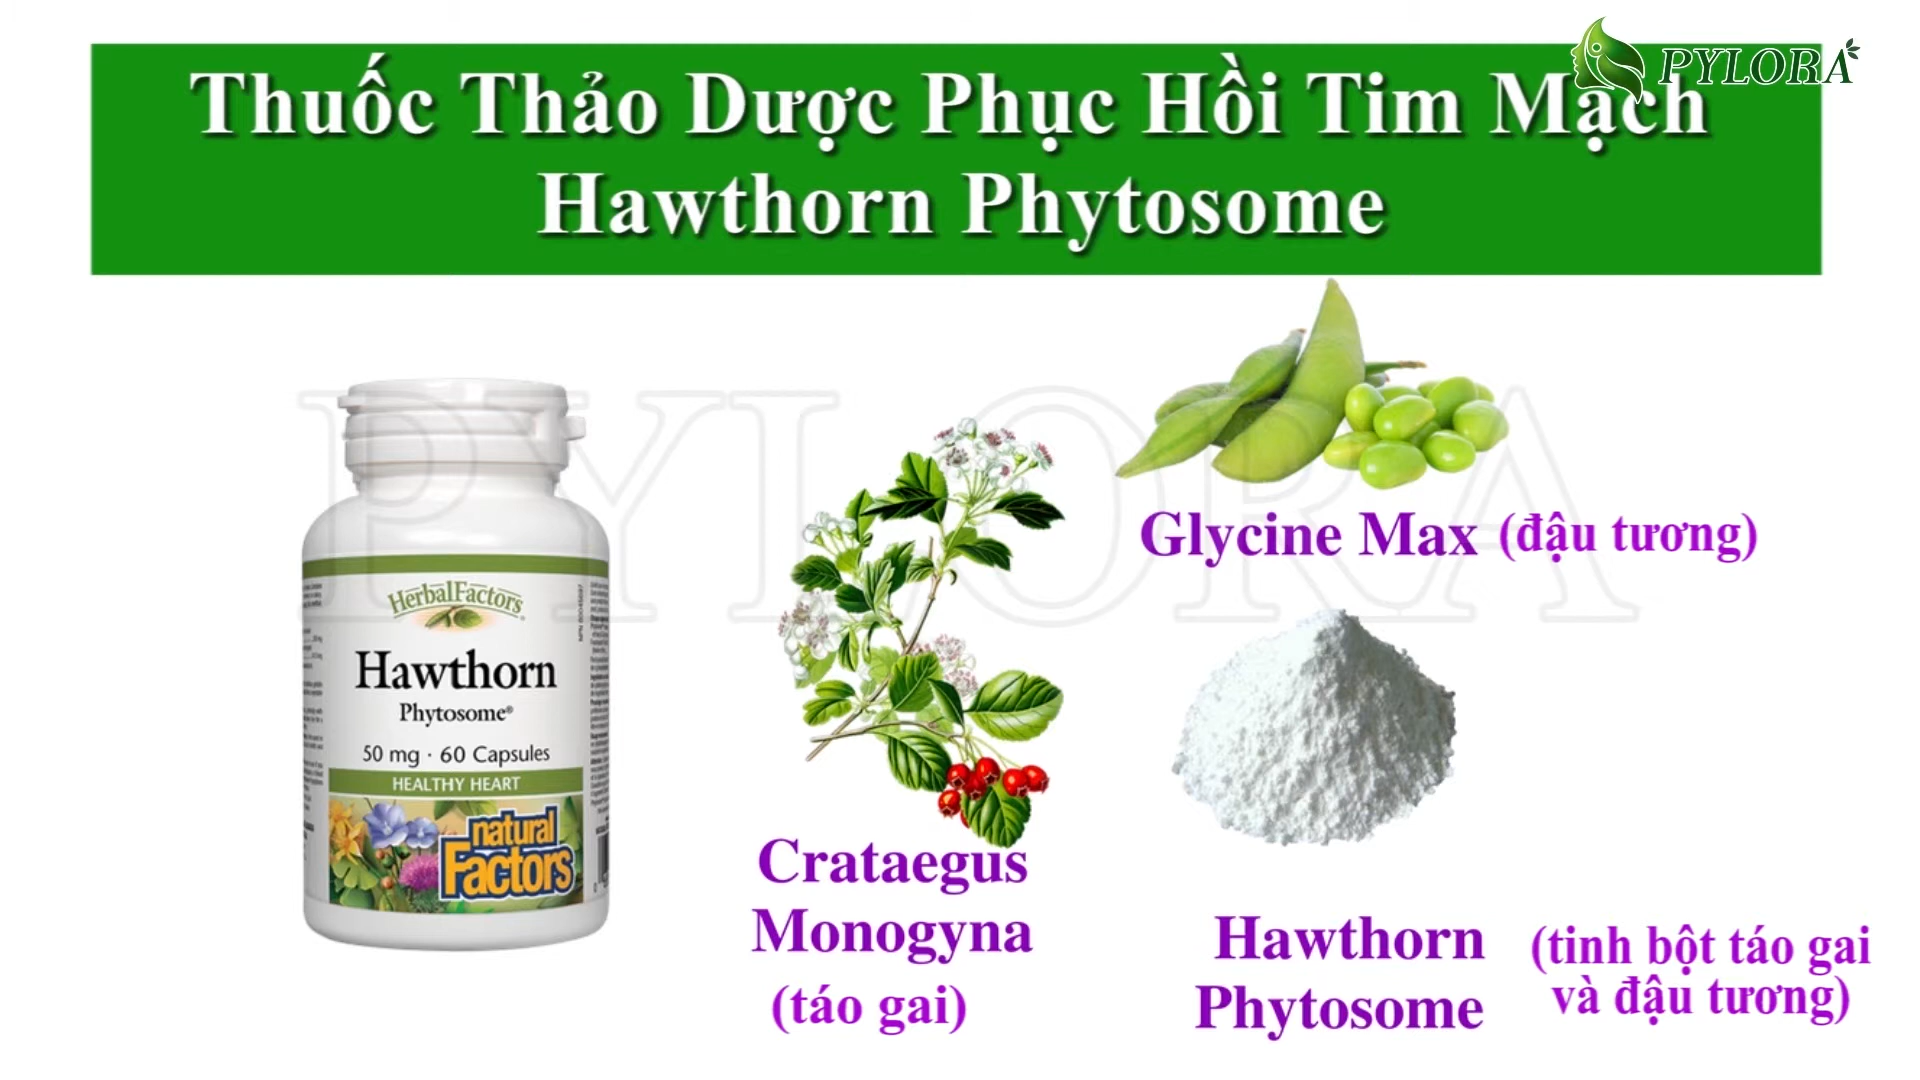 PYLORA
Thuốc Thảo Dược Phục Hồi Tim Mạch
Hawthorn Phytosome
PYLORA
HerbalFactors®
Hawthorn
Phytosome®
50 mg · 60 Capsules
HEALTHY HEART
natural
Factors
Glycine Max (đậu tương)
Crataegus
Monogyna
(táo gai)
Hawthorn
Phytosome
(tinh bột táo gai
và đậu tương)